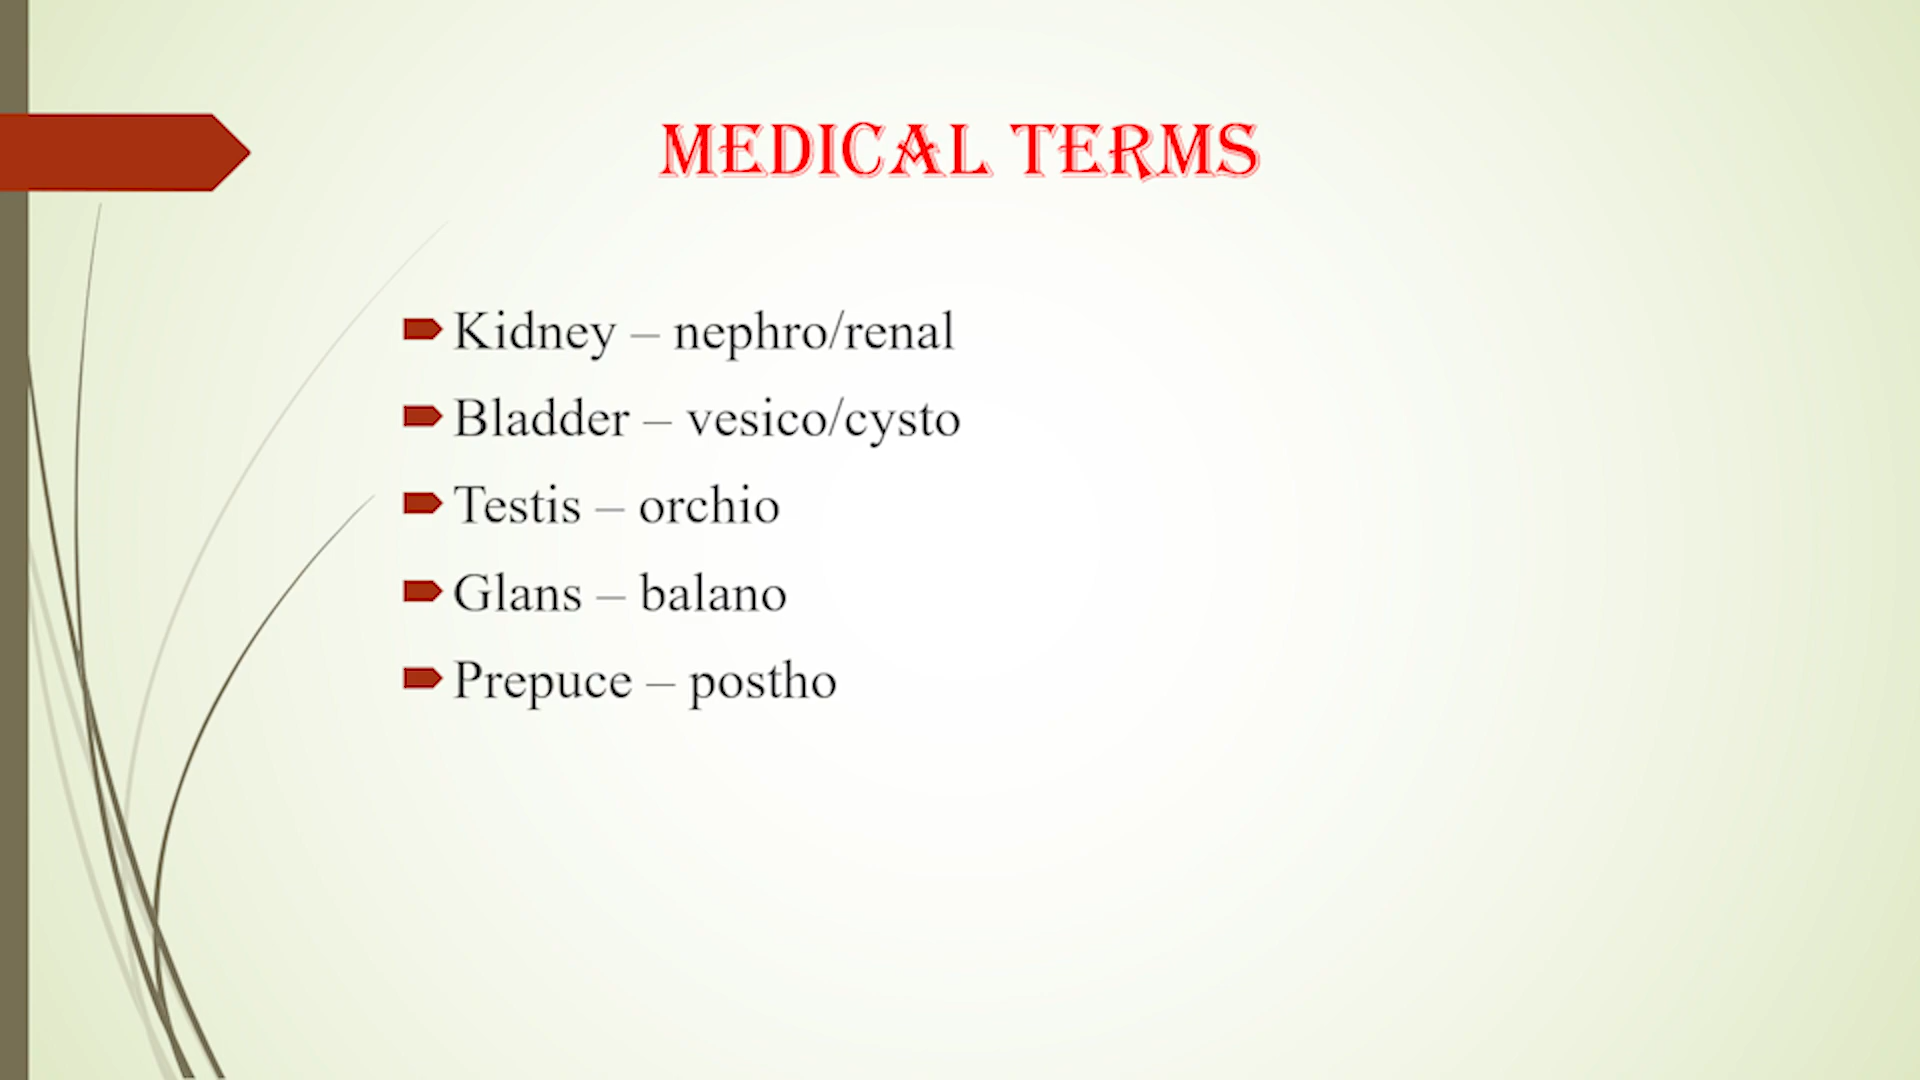 MEDICAL TERMS
Kidney – nephro/renal
Bladder – vesico/cysto
Testis – orchio
Glans – balano
Prepuce – postho